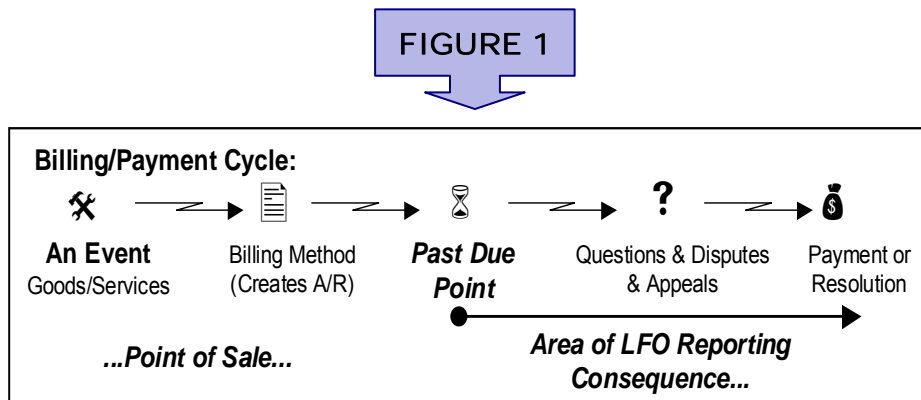 FIGURE 1
Billing/Payment Cycle:
?
$
An Event
Goods/Services
Billing Method
(Creates A/R)
Past Due
Point
Questions & Disputes
& Appeals
Payment or
Resolution
...Point of Sale...
Area of LFO Reporting
Consequence...